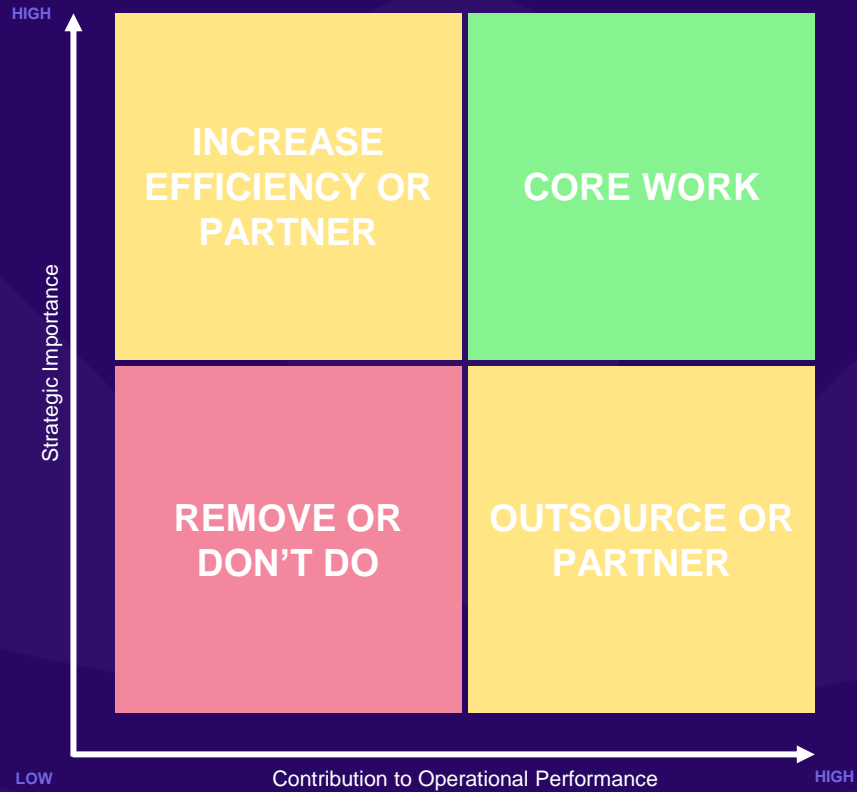 HIGH
INCREASE
EFFICIENCY OR
PARTNER
CORE WORK
Strategic Importance
REMOVE OR
DON’T DO
OUTSOURCE OR
PARTNER
LOW
Contribution to Operational Performance
HIGH